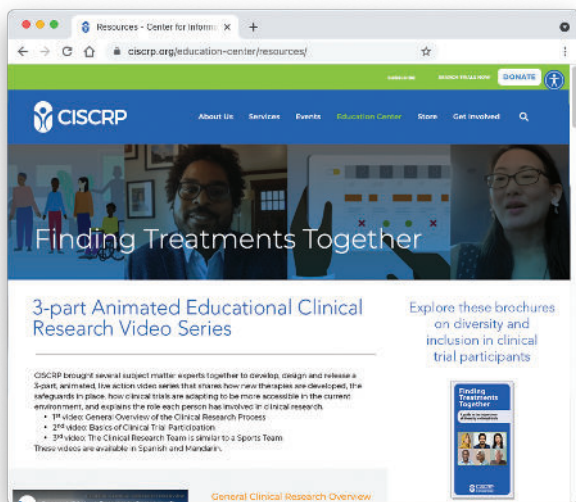 Resources - Center for Inform
ciscrp.org/education-center/resources/
SEARCH TRIALS NOW
DONATE
CISCRP
About Us Services Events Education Center Store Get Involved
Finding Treatments Together
3-part Animated Educational Clinical
Research Video Series
CISCRP brought several subject matter experts together to develop, design and release a
3-part, animated, live action video series that shares how new therapies are developed, the
safeguards in place, how clinical trials are adapting to be more accessible in the current
environment, and explains the role each person has involved in clinical research.
• 1st video: General Overview of the Clinical Research Process
• 2nd video: Basics of Clinical Trial Participation
• 3rd video: The Clinical Research Team is similar to a Sports Team
These videos are available in Spanish and Mandarin.
General Clinical Research Overview
Explore these brochures
on diversity and
inclusion in clinical
trial participants
Finding
Treatments
Together
CISCRP